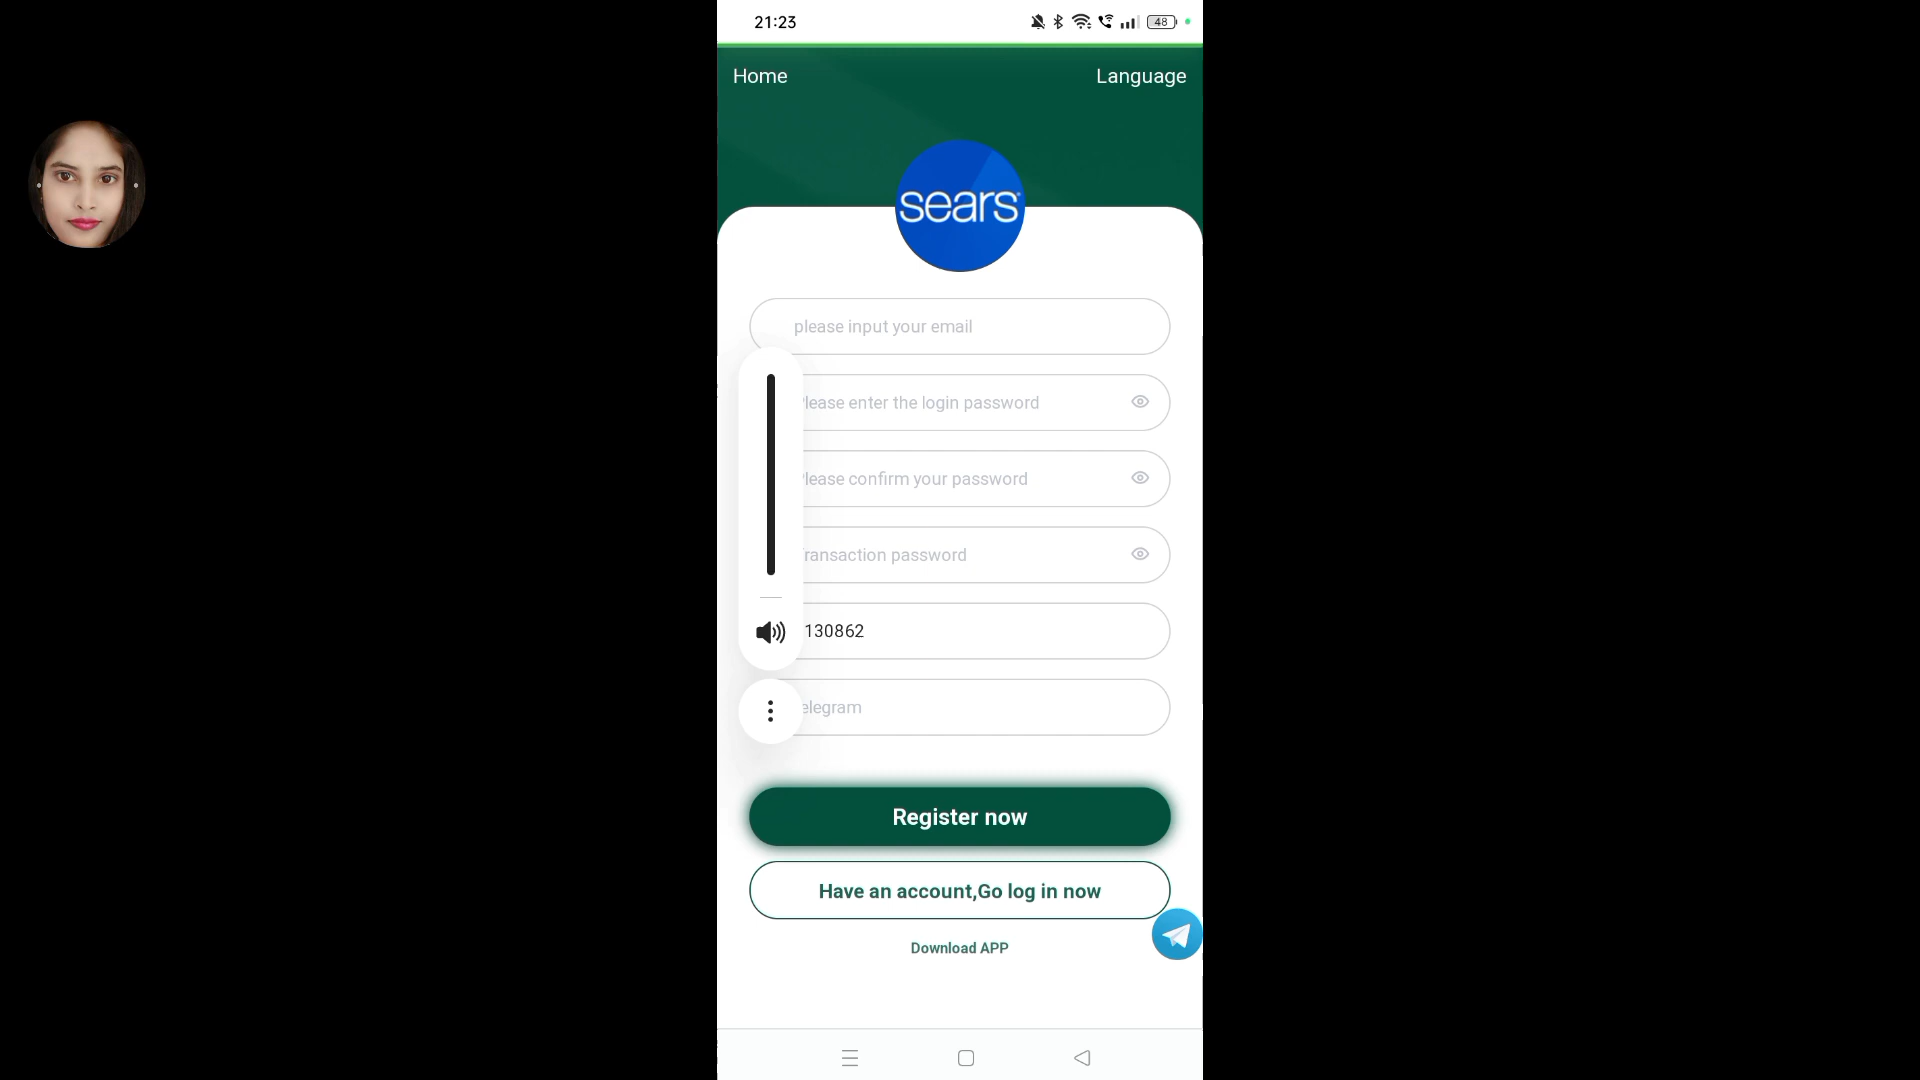 21:23
48
Home
Language
sears
please input your email
lease enter the login password
lease confirm your password
ransaction password
130862
elegram
Register now
Have an account,Go log in now
Download APP